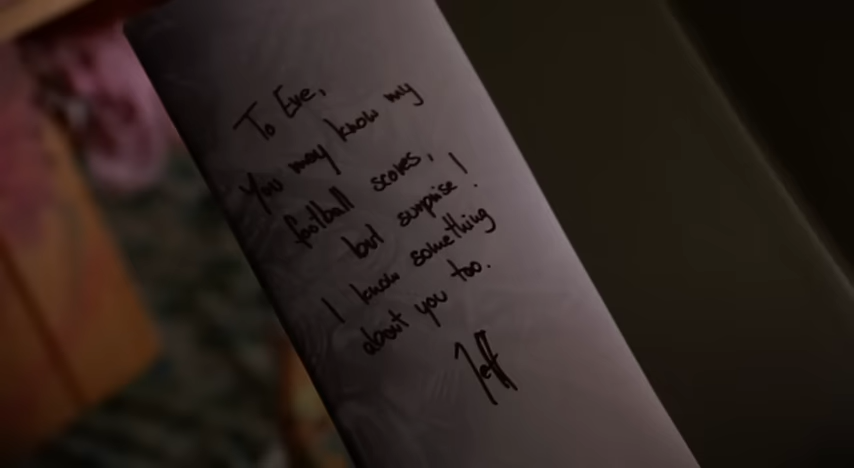 To Eve,
You may know my
football scores,
but surprise!
I know something
about you too.
Jeff